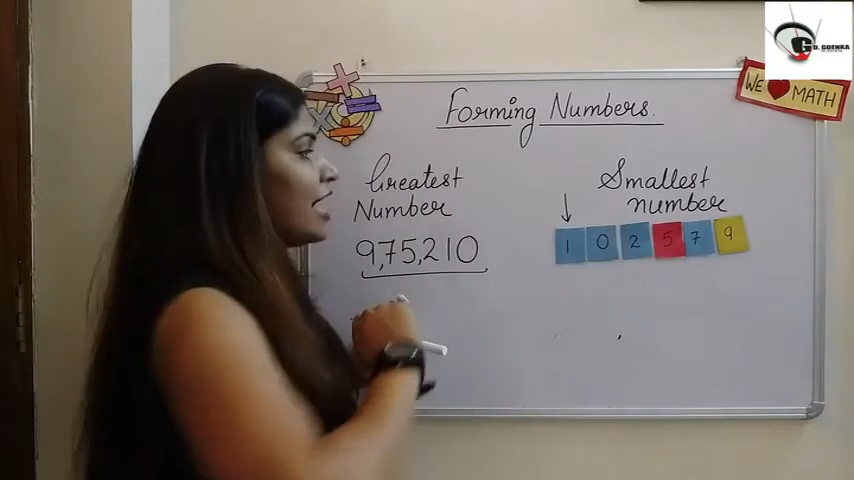 G D. GOENKA
WE MATH
Forming Numbers.
Greatest
Number
9,75,210
Smallest
number
1 0 2 5 7 9